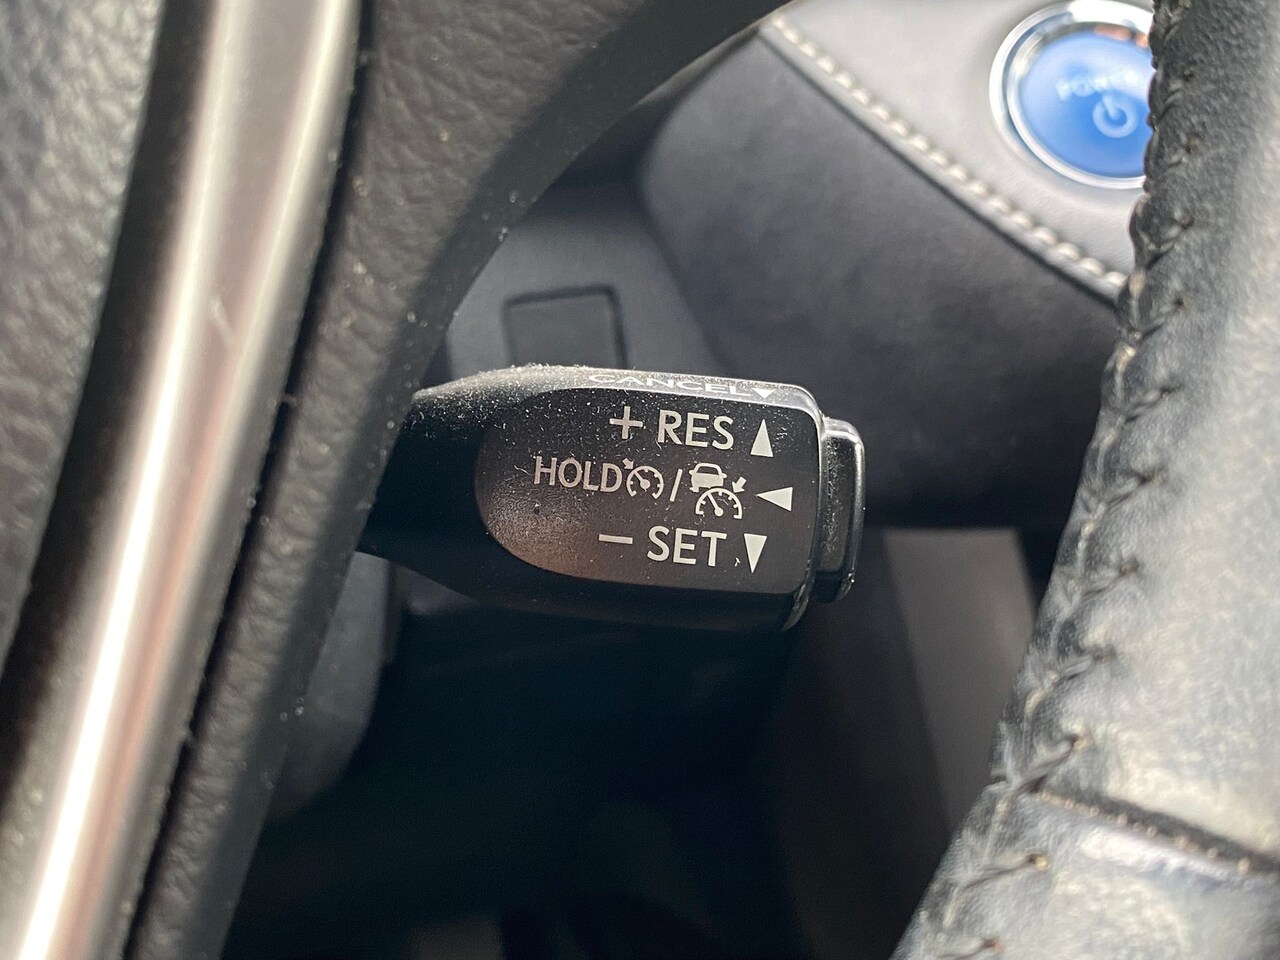 POWER
CANCEL▼
+ RES ▲
HOLD / ◀
− SET ▼